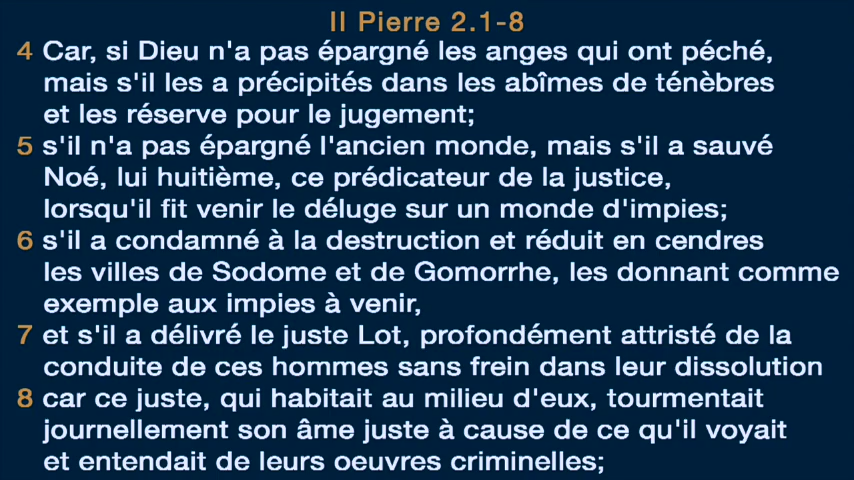 II Pierre 2.1-8
4 Car, si Dieu n'a pas épargné les anges qui ont péché,
mais s'il les a précipités dans les abîmes de ténèbres
et les réserve pour le jugement;
5 s'il n'a pas épargné l'ancien monde, mais s'il a sauvé
Noé, lui huitième, ce prédicateur de la justice,
lorsqu'il fit venir le déluge sur un monde d'impies;
6 s'il a condamné à la destruction et réduit en cendres
les villes de Sodome et de Gomorrhe, les donnant comme
exemple aux impies à venir,
7 et s'il a délivré le juste Lot, profondément attristé de la
conduite de ces hommes sans frein dans leur dissolution
8 car ce juste, qui habitait au milieu d'eux, tourmentait
journellement son âme juste à cause de ce qu'il voyait
et entendait de leurs oeuvres criminelles;